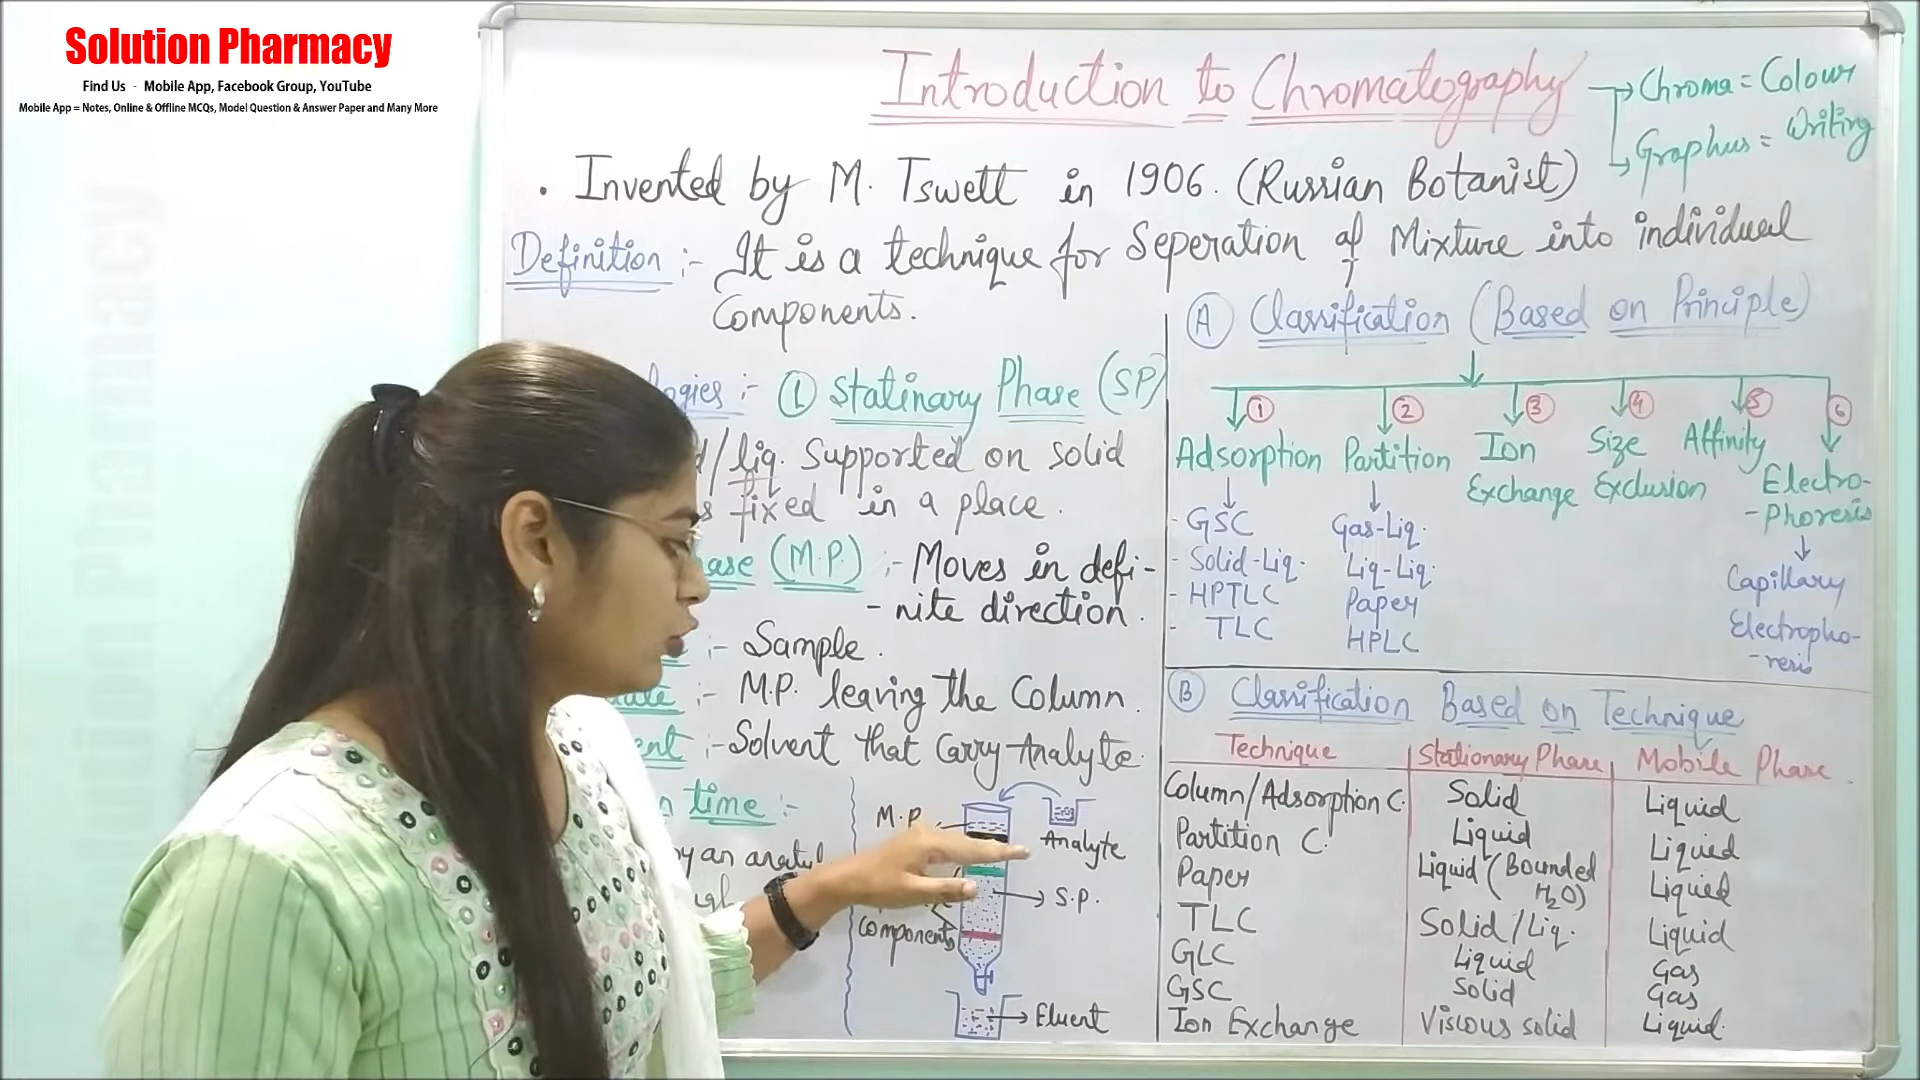 Solution Pharmacy
Find Us - Mobile App, Facebook Group, YouTube
Mobile App = Notes, Online & Offline MCQs, Model Question & Answer Paper and Many More
Introduction to Chromatography
Chroma = Colour
Graphus = Writing
. Invented by M. Tswett in 1906. (Russian Botanist)
Definition :- It is a technique for Seperation of Mixture into individual
Components.
:- ① Stationary Phase (SP)
/liq. Supported on Solid
fixed in a place.
(M.P.) :- Moves in defi-
- nite direction.
:- Sample.
:- M.P. leaving the Column.
:- Solvent that Carry Analyte.
time :-
M.P.
Analyte
S.P.
Components
Eluent
Ⓐ Classification (Based on Principle)
① ② ③ ④ ⑤ ⑥
Adsorption
- GSC
- Solid-Liq.
- HPTLC
- TLC
Partition
Gas-Liq.
Liq-Liq.
Paper
HPLC
Ion
Exchange
Size
Exclusion
Affinity
Electro-
- Phoresis
Capillary
Electropho-
- resis
Ⓑ Classification Based on Technique
Technique Stationary Phase Mobile Phase
Column/Adsorption C. Solid Liquid
Partition C. Liquid Liquid
Paper Liquid (Bounded H₂O) Liquid
TLC Solid/Liq. Liquid
GLC Liquid Gas
GSC Solid Gas
Ion Exchange Viscous solid Liquid.